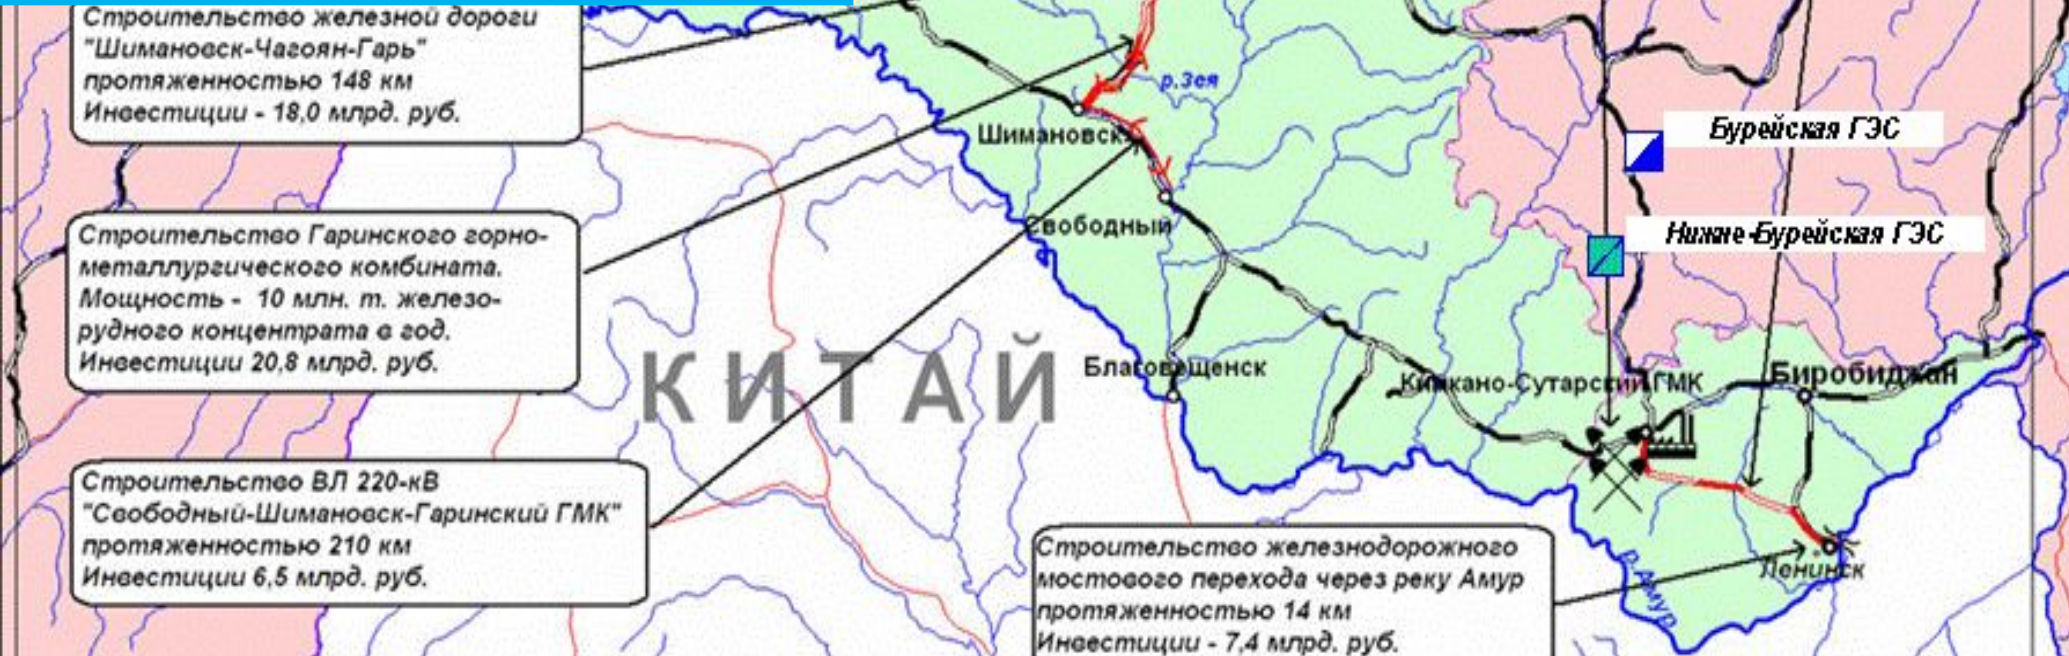 Строительство железной дороги
"Шимановск-Чагоян-Гарь"
протяженностью 148 км
Инвестиции - 18,0 млрд. руб.
р.Зея
Шимановск
Бурейская ГЭС
Свободный
Нижне-Бурейская ГЭС
Строительство Гаринского горно-
металлургического комбината.
Мощность - 10 млн. т. железо-
рудного концентрата в год.
Инвестиции 20,8 млрд. руб.
КИТАЙ
Благовещенск
Кимкано-Сутарский ГМК
Биробиджан
Строительство ВЛ 220-кВ
"Свободный-Шимановск-Гаринский ГМК"
протяженностью 210 км
Инвестиции 6,5 млрд. руб.
Строительство железнодорожного
мостового перехода через реку Амур
протяженностью 14 км
Инвестиции - 7,4 млрд. руб.
Ленинск
р.Амур